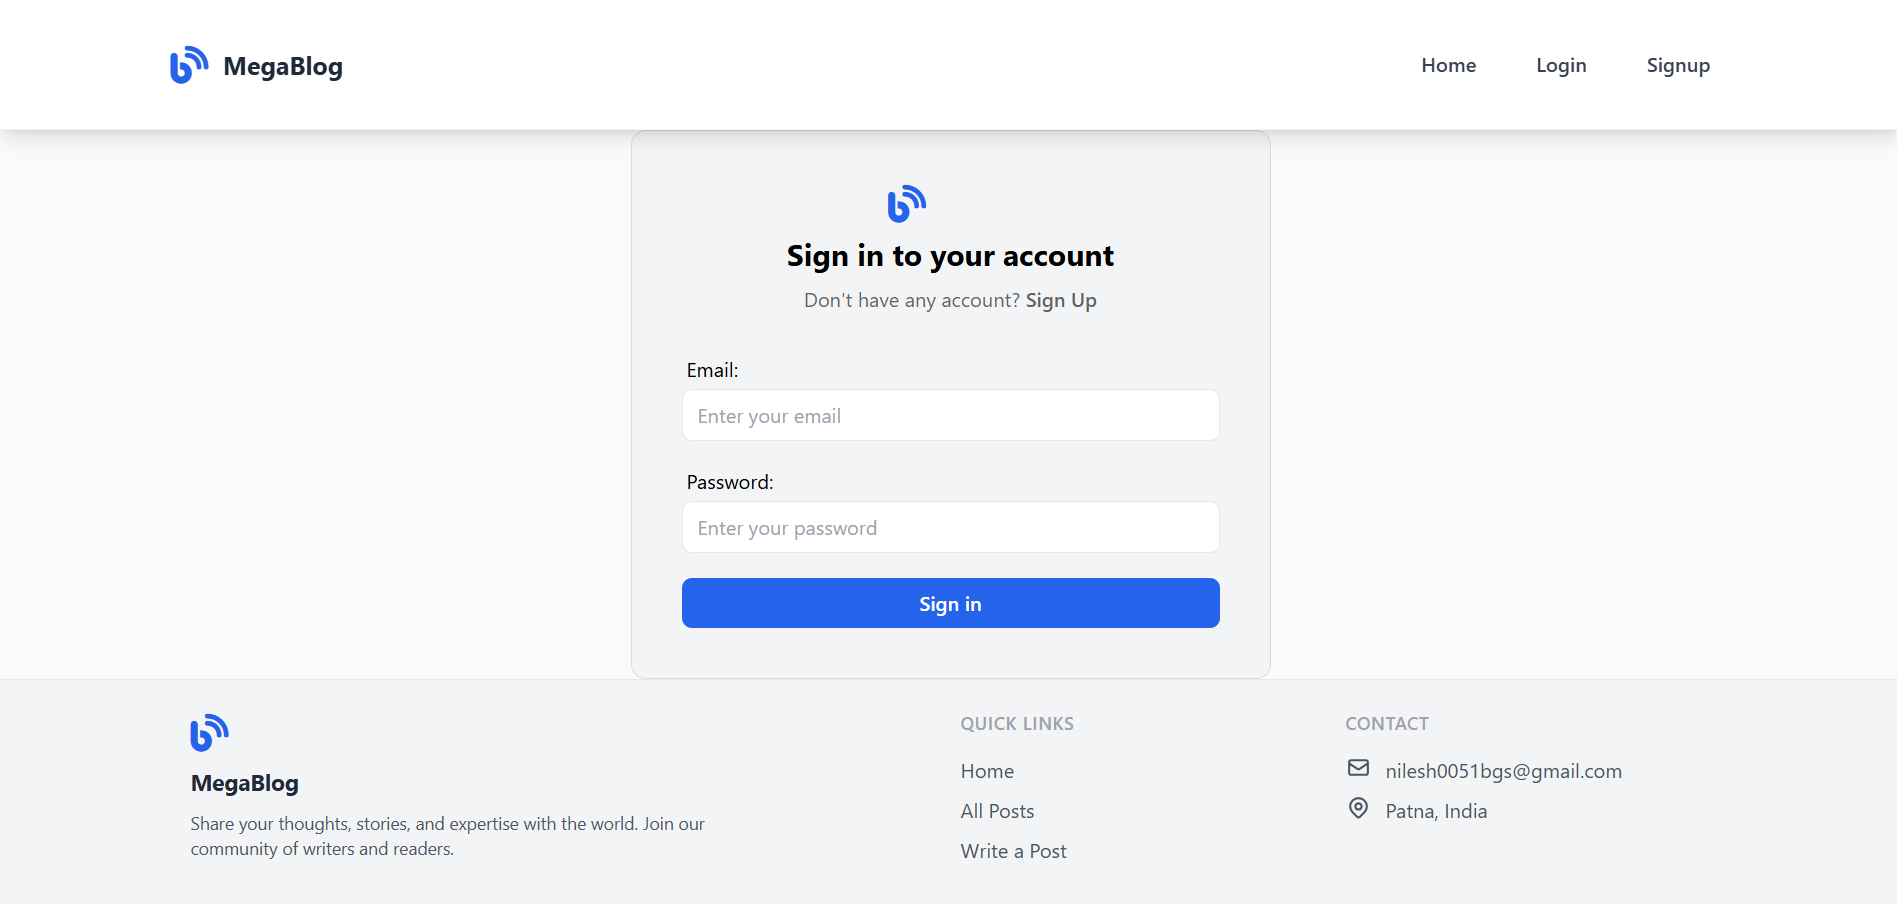 MegaBlog
Home
Login
Signup
Sign in to your account
Don't have any account? Sign Up
Email:
Enter your email
Password:
Enter your password
Sign in
MegaBlog
Share your thoughts, stories, and expertise with the world. Join our
community of writers and readers.
QUICK LINKS
Home
All Posts
Write a Post
CONTACT
nilesh0051bgs@gmail.com
Patna, India